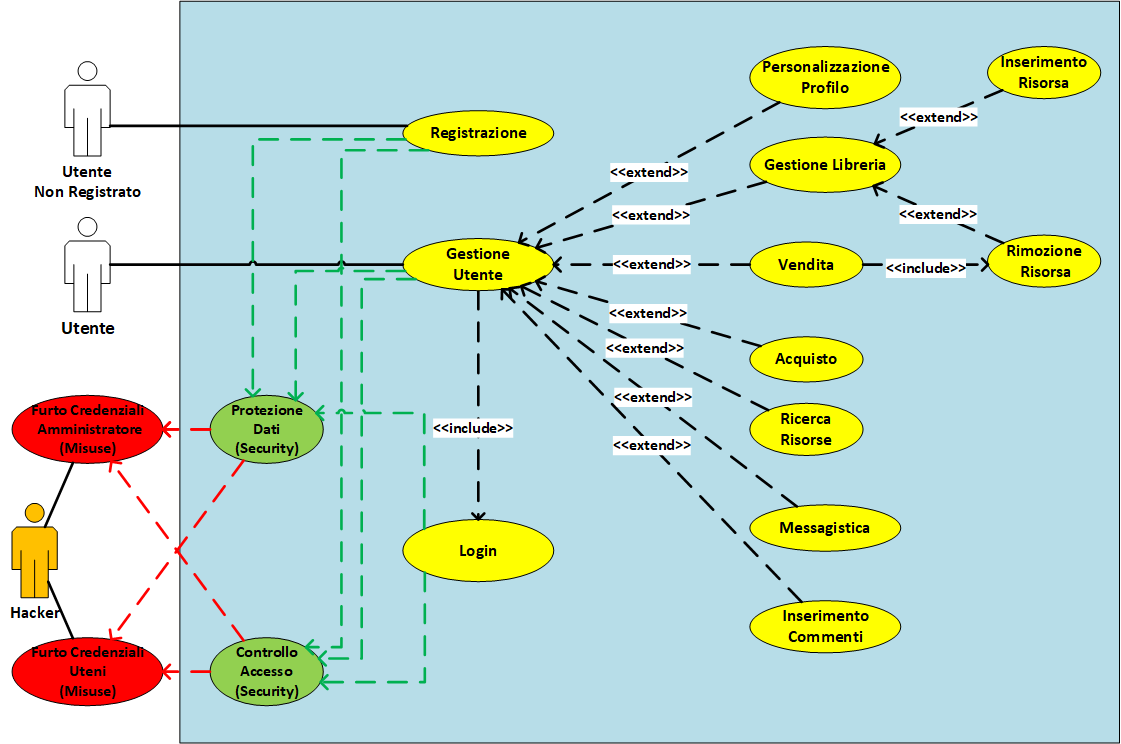 Utente
Non Registrato
Utente
Registrazione
Gestione
Utente
Personalizzazione
Profilo
Inserimento
Risorsa
<<extend>>
Gestione Libreria
<<extend>>
<<extend>>
<<extend>>
Rimozione
Risorsa
<<extend>>
Vendita
<<include>>
<<extend>>
<<extend>>
Acquisto
<<extend>>
Ricerca
Risorse
<<extend>>
<<include>>
Messagistica
Login
Inserimento
Commenti
Furto Credenziali
Amministratore
(Misuse)
Protezione
Dati
(Security)
Hacker
Furto Credenziali
Uteni
(Misuse)
Controllo
Accesso
(Security)